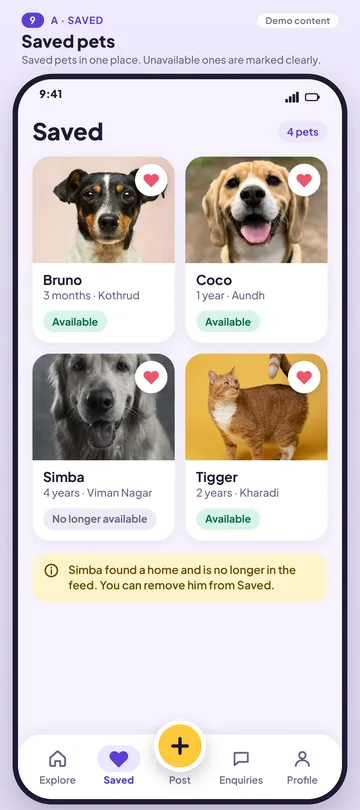 9 A · SAVED Demo content
Saved pets
Saved pets in one place. Unavailable ones are marked clearly.
9:41
Saved 4 pets
Bruno
3 months · Kothrud
Available
Coco
1 year · Aundh
Available
Simba
4 years · Viman Nagar
No longer available
Tigger
2 years · Kharadi
Available
Simba found a home and is no longer in the
feed. You can remove him from Saved.
Explore Saved Post Enquiries Profile